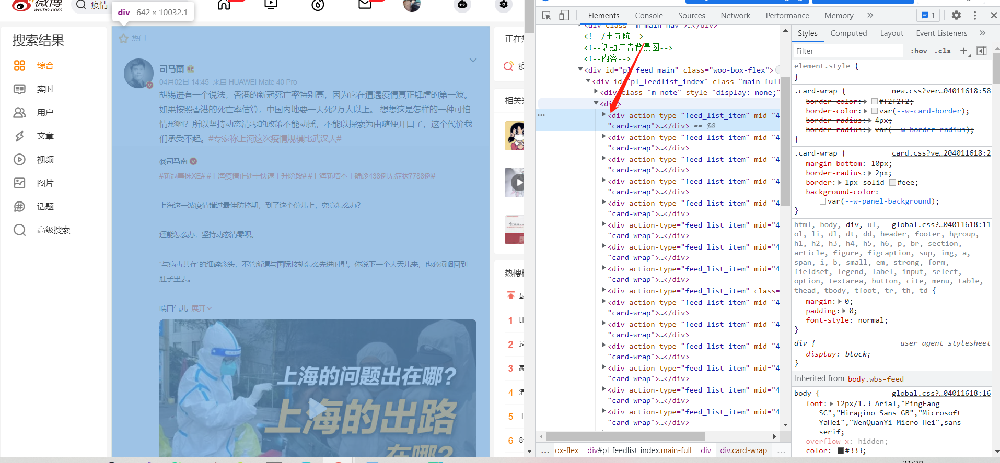 微博
weibo.com
疫情
div 642 × 10032.1
搜索结果
综合
实时
用户
文章
视频
图片
话题
高级搜索
热门
司马南
04月02日 14:45 来自 HUAWEI Mate 40 Pro
胡锡进有一个说法，香港的新冠死亡率特别高，因为它在遭遇疫情真正肆虐的第一波。
如果按照香港的死亡率估算，中国内地要一天死2万人以上。 想想这是怎样的一种可怕
情形啊？所以坚持动态清零的政策不能动摇，不能以探索为由随便开口子，这个代价我
们承受不起。#专家称上海这次疫情规模比武汉大#
@司马南
#新冠毒株XE# #上海疫情正处于快速上升阶段# #上海新增本土确诊438例无症状7788例#
上海这一波疫情错过最佳防控期，到了这个份儿上，究竟怎么办？
还能怎么办，坚持动态清零呗。
“与病毒共存”的细碎念头，不管所谓与国际接轨怎么先进时髦，你说下一个大天儿来，也必须咽回到
肚子里去。
喘口气儿 展开
上海的问题出在哪？
上海的出路
在哪？
正在热
疫
相关兴
热搜榜
最
1 比
2 这
3 家
4 清
5 上
6 8
Elements Console Sources Network Performance Memory » 1
<div class="m-main-nav">…</div>
<!--/主导航-->
<!--话题广告背景图-->
<!--内容-->
<div id="pl_feed_main" class="woo-box-flex">
<div id="pl_feedlist_index" class="main-full
<div class="m-note" style="display: none;"
<div>
<div action-type="feed_list_item" mid="4
"card-wrap">…</div> == $0
<div action-type="feed_list_item" mid="4
"card-wrap">…</div>
<div action-type="feed_list_item" mid="4
"card-wrap">…</div>
<div action-type="feed_list_item" mid="4
"card-wrap">…</div>
<div action-type="feed_list_item" mid="4
"card-wrap">…</div>
<div action-type="feed_list_item" mid="4
"card-wrap">…</div>
<div action-type="feed_list_item" mid="4
"card-wrap">…</div>
<div action-type="feed_list_item" mid="4
"card-wrap">…</div>
<div action-type="feed_list_item" class=
<div action-type="feed_list_item" mid="4
"card-wrap">…</div>
<div action-type="feed_list_item" mid="4
"card-wrap">…</div>
<div action-type="feed_list_item" mid="4
"card-wrap">…</div>
<div action-type="feed_list_item" mid="4
"card-wrap">…</div>
<div action-type="feed_list_item" mid="4
"card-wrap">…</div>
<div action-type="feed_list_item" mid="4
"card-wrap">…</div>
... ox-flex div#pl_feedlist_index.main-full div div.card-wrap ...
Styles Computed Layout Event Listeners »
Filter :hov .cls +
element.style {
}
.card-wrap { new.css?ver…04011618:58
border-color: #f2f2f2;
border-color: var(--w-card-border);
border-radius: 4px;
border-radius: var(--w-border-radius);
}
.card-wrap { card.css?ve…204011618:2
margin-bottom: 10px;
border-radius: 2px;
border: 1px solid #eee;
background-color:
var(--w-panel-background);
}
html, body, div, ul, global.css?…04011618:11
ol, li, dl, dt, dd, header, footer, hgroup,
h1, h2, h3, h4, h5, h6, p, br, section,
article, figure, figcaption, sup, img, a,
span, i, b, small, em, strong, form,
fieldset, legend, label, input, select,
option, textarea, button, cite, menu, table,
thead, tbody, tfoot, tr, th, td {
margin: 0;
padding: 0;
font-style: normal;
}
div { user agent stylesheet
display: block;
}
Inherited from body.wbs-feed
body { global.css?…04011618:16
font: 12px/1.3 Arial,"PingFang
SC","Hiragino Sans GB","Microsoft
YaHei","WenQuanYi Micro Hei",sans-
serif;
overflow-x: hidden;
color: #333;